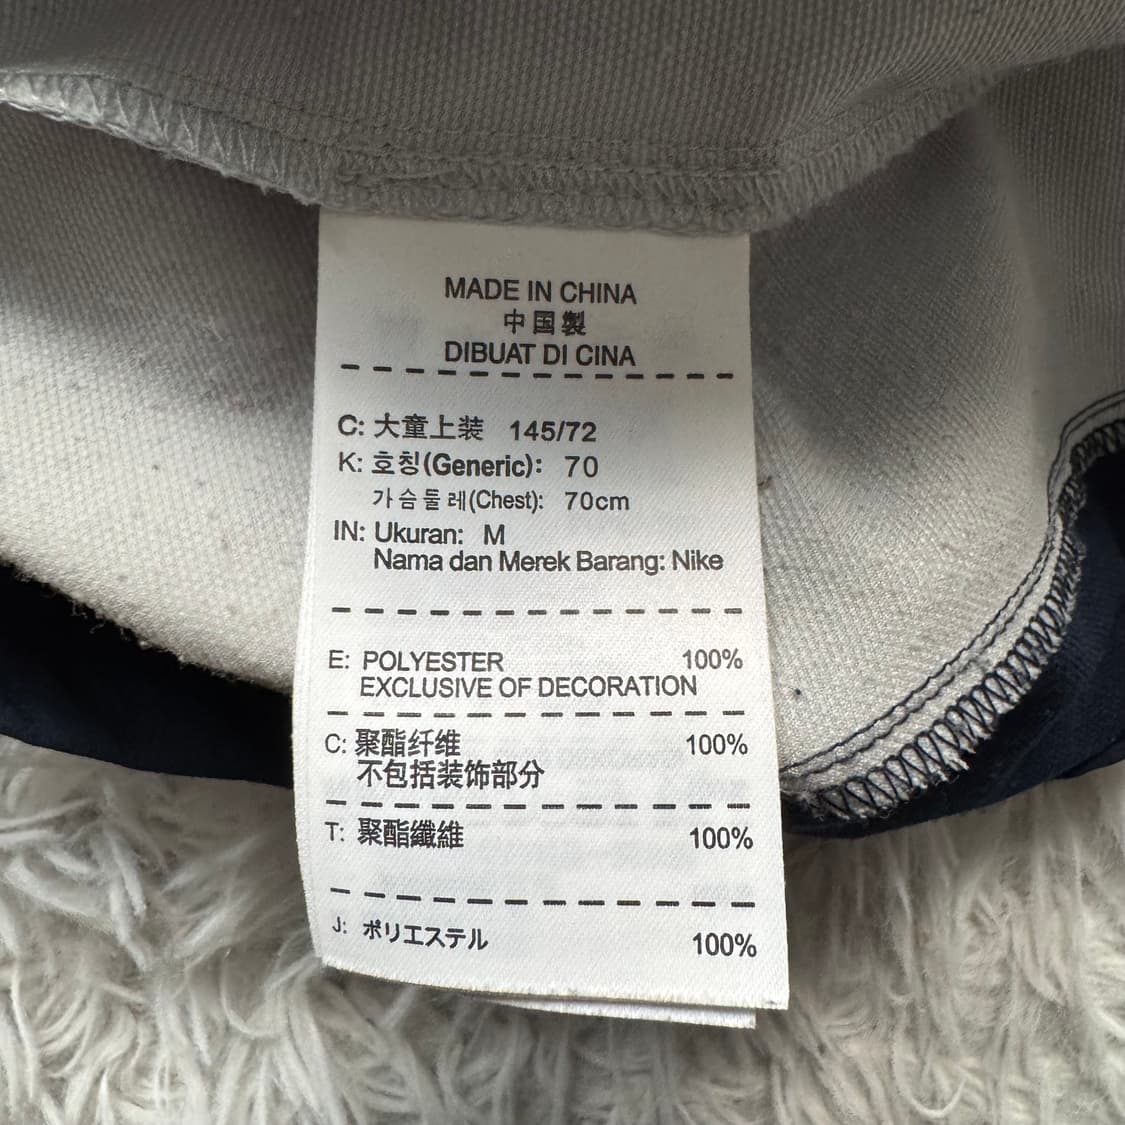 MADE IN CHINA
中国製
DIBUAT DI CINA
C: 大童上装 145/72
K: 호칭(Generic): 70
가슴둘레(Chest): 70cm
IN: Ukuran: M
Nama dan Merek Barang: Nike
E: POLYESTER 100%
EXCLUSIVE OF DECORATION
C: 聚酯纤维 100%
不包括装饰部分
T: 聚酯纖維 100%
J: ポリエステル 100%